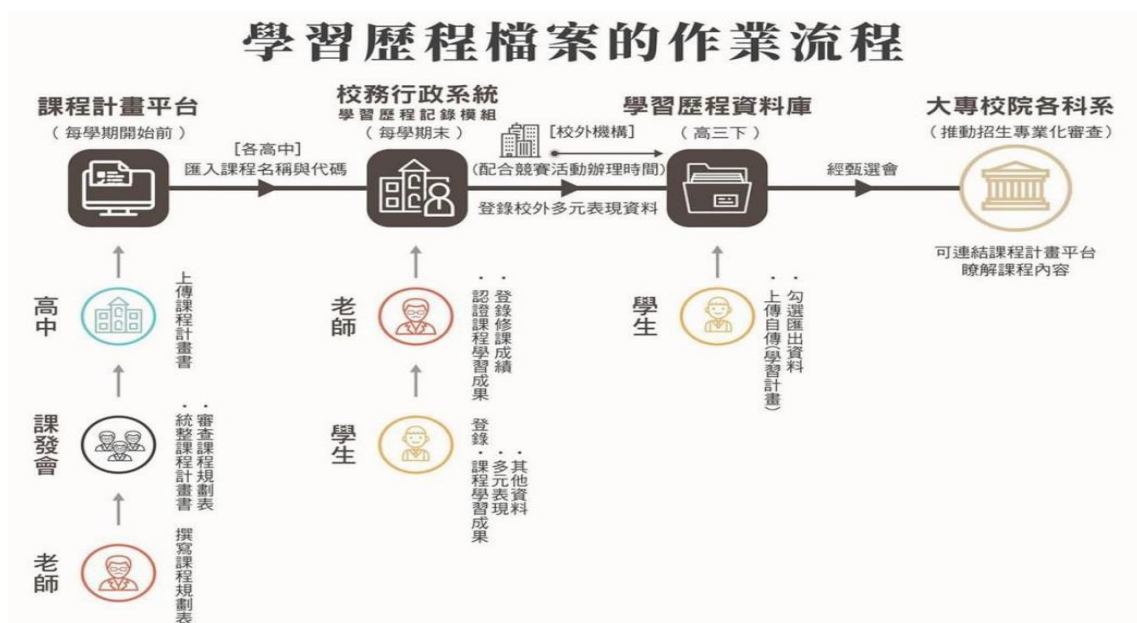 學習歷程檔案的作業流程
課程計畫平台
(每學期開始前)
[各高中]
匯入課程名稱與代碼
校務行政系統
學習歷程記錄模組
(每學期末)
[校外機構]
(配合競賽活動辦理時間)
登錄校外多元表現資料
學習歷程資料庫
(高三下)
經甄選會
大專校院各科系
(推動招生專業化審查)
可連結課程計畫平台
瞭解課程內容
高中
上傳課程計畫書
課發會
・審查課程規劃表
・統整課程計畫書
老師
撰寫課程規劃表
老師
・登錄修課成績
・認證課程學習成果
學生
登錄
・其他資料
・多元表現
・課程學習成果
學生
・勾選匯出資料
・上傳自傳(學習計畫)